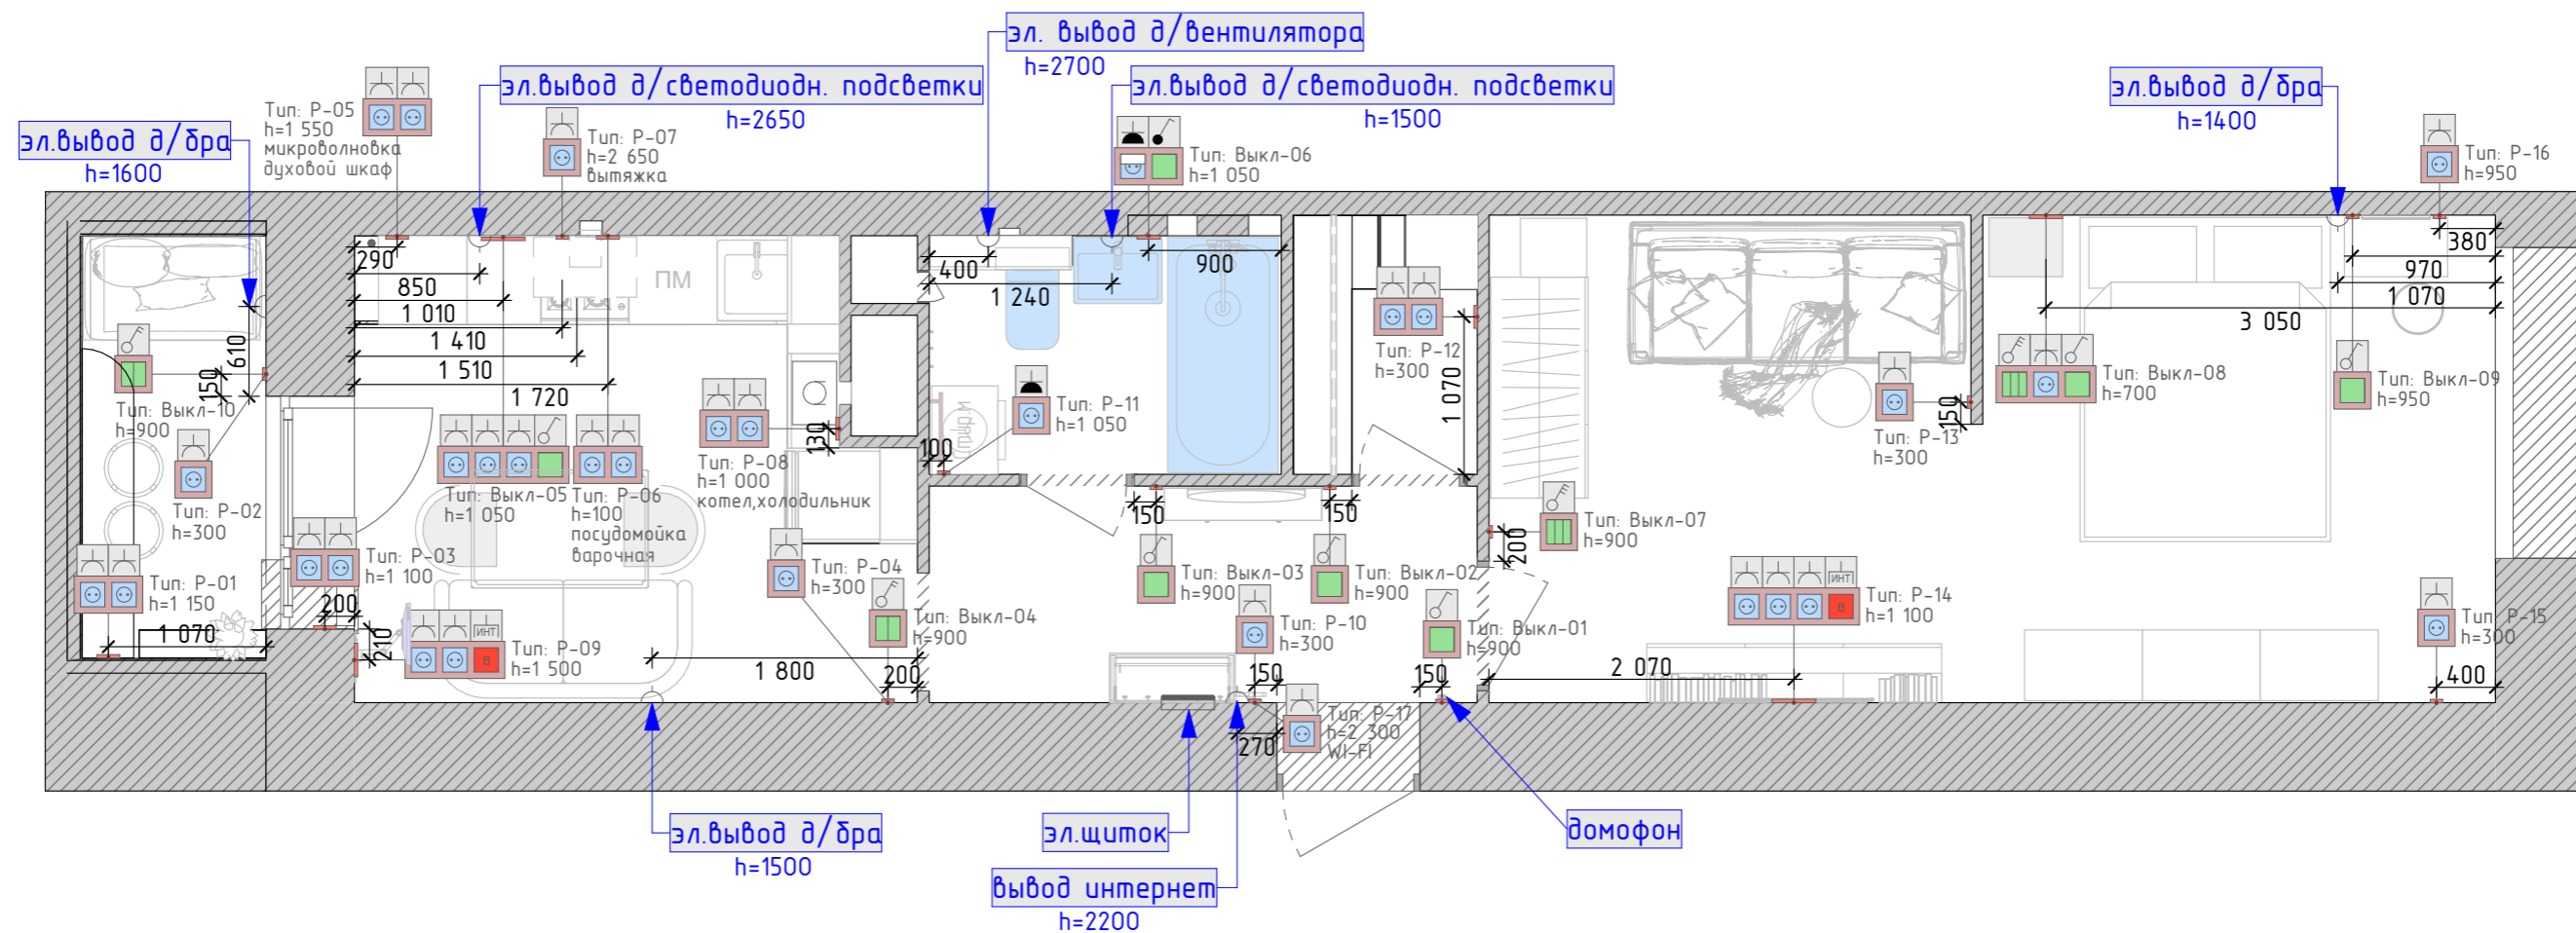 эл. вывод д/вентилятора
h=2700
эл.вывод д/светодиодн. подсветки
h=2650
эл.вывод д/светодиодн. подсветки
h=1500
эл.вывод д/бра
h=1400
эл.вывод д/бра
h=1600
Тип: Р-05
h=1 550
микроволновка
духовой шкаф
Тип: Р-07
h=2 650
вытяжка
Тип: Выкл-06
h=1 050
Тип: Р-16
h=950
290
850
1 010
1 410
1 510
1 720
ПМ
400
1 240
900
380
970
1 070
3 050
610
150
Тип: Выкл-10
h=900
Тип: Р-02
h=300
Тип: Р-01
h=1 150
1 070
Тип: Р-03
h=1 100
200
210
ИНТ
Тип: Р-09
h=1 500
Тип: Выкл-05
h=1 050
Тип: Р-06
h=100
посудомойка
варочная
Тип: Р-08
h=1 000
котел,холодильник
130
Тип: Р-04
h=300
Тип: Выкл-04
h=900
1 800
200
100
Тип: Р-11
h=1 050
Тип: Р-12
h=300
1 070
150
150
Тип: Выкл-03
h=900
Тип: Выкл-02
h=900
Тип: Р-10
h=300
Тип: Выкл-01
h=900
150
150
270
Тип: Р-17
h=2 300
WI-FI
Тип: Р-13
h=300
150
Тип: Выкл-07
h=900
200
Тип: Выкл-08
h=700
Тип: Выкл-09
h=950
ИНТ
Тип: Р-14
h=1 100
2 070
Тип: Р-15
h=300
400
эл.вывод д/бра
h=1500
эл.щиток
вывод интернет
h=2200
домофон